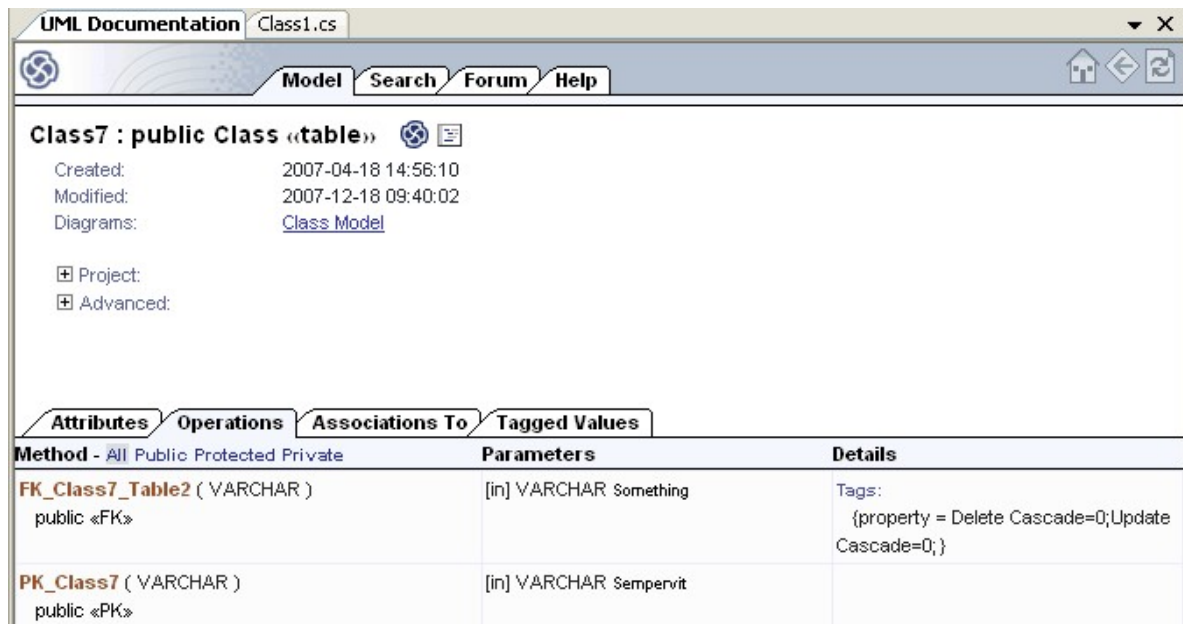 UML Documentation Class1.cs
Model Search Forum Help
Class7 : public Class «table»
Created: 2007-04-18 14:56:10
Modified: 2007-12-18 09:40:02
Diagrams: Class Model
Project:
Advanced:
Attributes Operations Associations To Tagged Values
Method - All Public Protected Private Parameters Details
FK_Class7_Table2 ( VARCHAR ) [in] VARCHAR Something Tags:
public «FK» {property = Delete Cascade=0;Update
Cascade=0; }
PK_Class7 ( VARCHAR ) [in] VARCHAR Sempervit
public «PK»